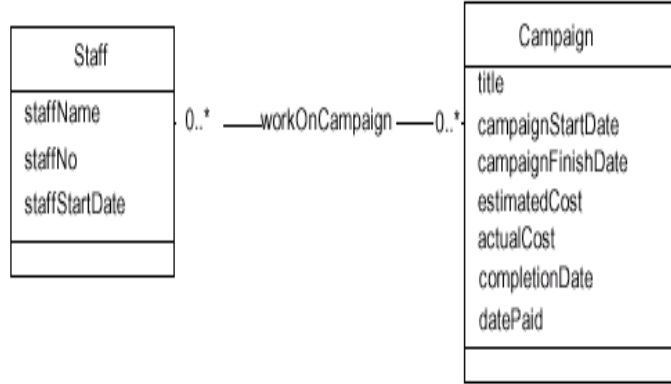 Staff
staffName
staffNo
staffStartDate
0..* workOnCampaign 0..*
Campaign
title
campaignStartDate
campaignFinishDate
estimatedCost
actualCost
completionDate
datePaid